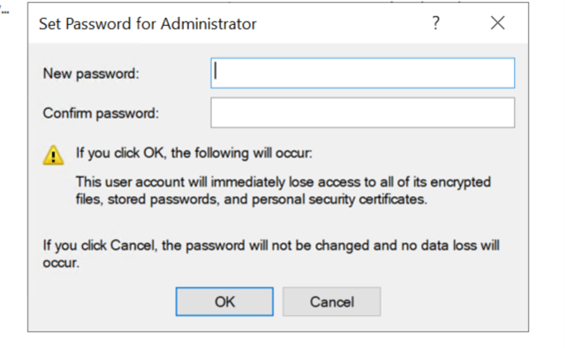 Set Password for Administrator
New password:
Confirm password:
If you click OK, the following will occur:
This user account will immediately lose access to all of its encrypted
files, stored passwords, and personal security certificates.
If you click Cancel, the password will not be changed and no data loss will
occur.
OK Cancel